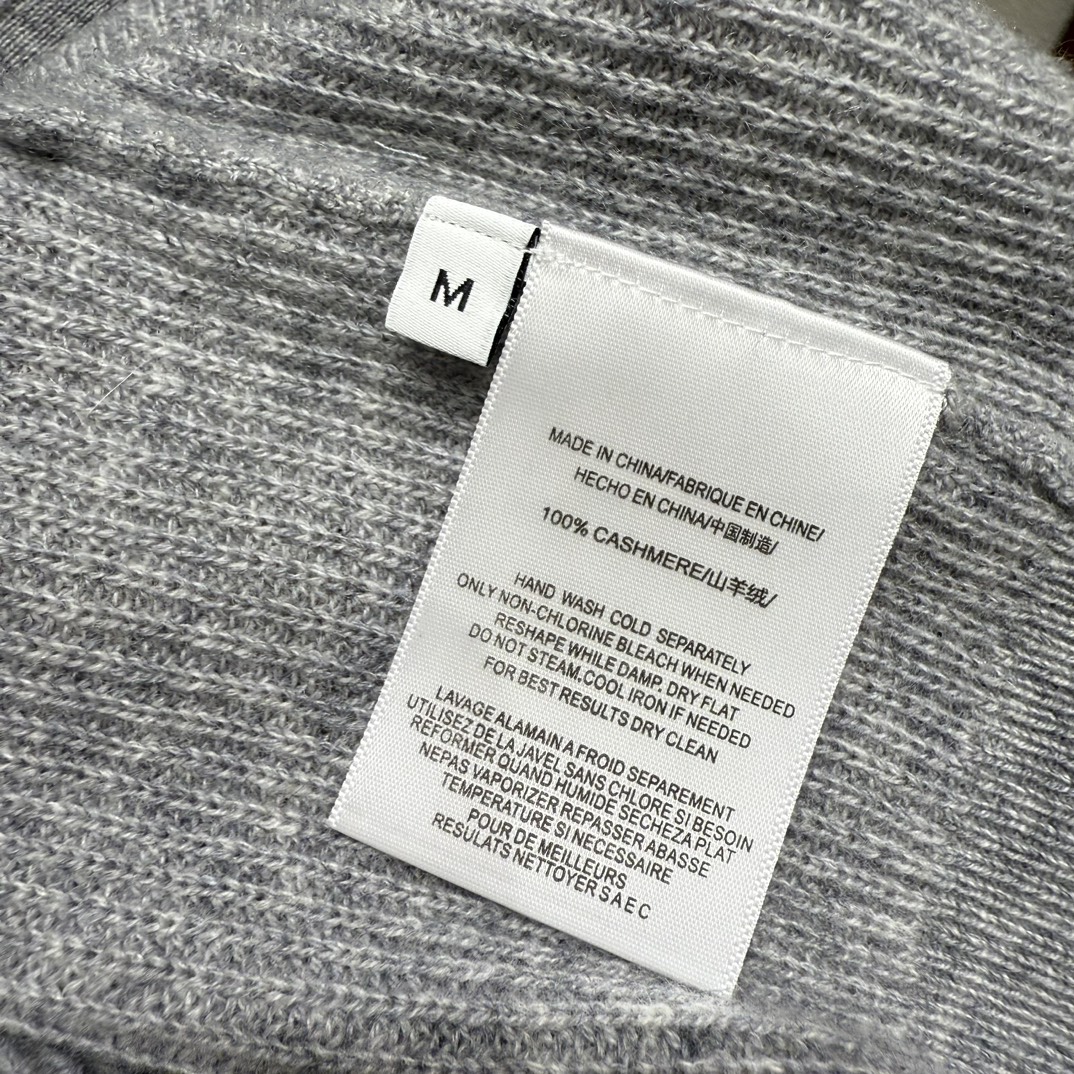 M
MADE IN CHINA/FABRIQUE EN CHINE/
HECHO EN CHINA/中国制造/
100% CASHMERE/山羊绒/
HAND WASH COLD SEPARATELY
ONLY NON-CHLORINE BLEACH WHEN NEEDED
RESHAPE WHILE DAMP, DRY FLAT
DO NOT STEAM.COOL IRON IF NEEDED
FOR BEST RESULTS DRY CLEAN
LAVAGE ALAMAIN A FROID SEPAREMENT
UTILISEZ DE LA JAVEL SANS CHLORE SI BESOIN
REFORMER QUAND HUMIDE SECHEZA PLAT
NEPAS VAPORIZER REPASSER ABASSE
TEMPERATURE SI NECESSAIRE
POUR DE MEILLEURS
RESULATS NETTOYER S A E C